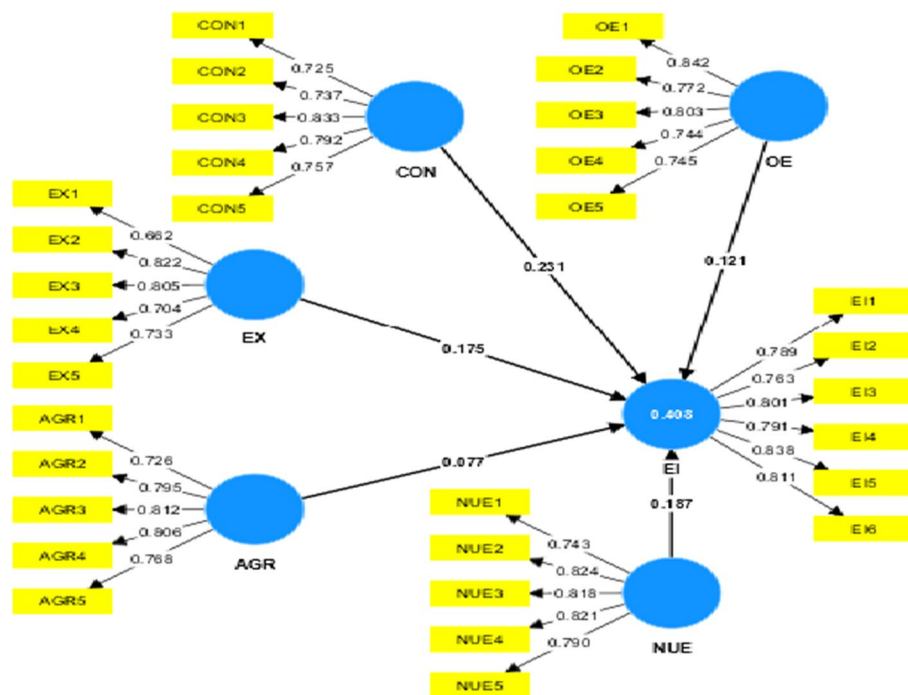 CON1
CON2
CON3
CON4
CON5
0.725
0.737
0.833
0.792
0.757
CON
OE1
OE2
OE3
OE4
OE5
0.842
0.772
0.803
0.744
0.745
OE
EX1
EX2
EX3
EX4
EX5
0.662
0.822
0.805
0.704
0.733
EX
0.231
0.121
0.175
AGR1
AGR2
AGR3
AGR4
AGR5
0.726
0.795
0.812
0.806
0.768
AGR
0.077
0.408
EI
EI1
EI2
EI3
EI4
EI5
EI6
0.789
0.763
0.801
0.791
0.838
0.811
0.187
NUE1
NUE2
NUE3
NUE4
NUE5
0.743
0.824
0.818
0.821
0.790
NUE